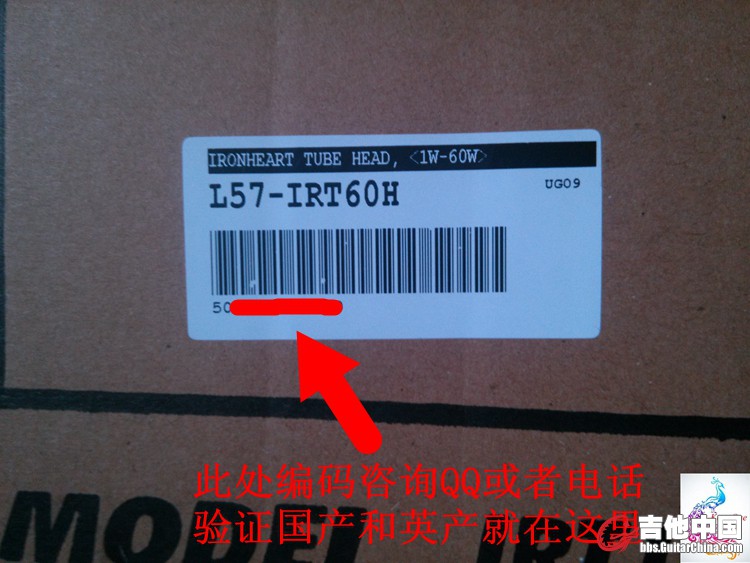 IRONHEART TUBE HEAD, <1W-60W>
L57-IRT60H
UG09
50
此处编码咨询QQ或者电话
验证国产和英产就在这里
吉他中国
bbs.GuitarChina.com
MODEL IRT